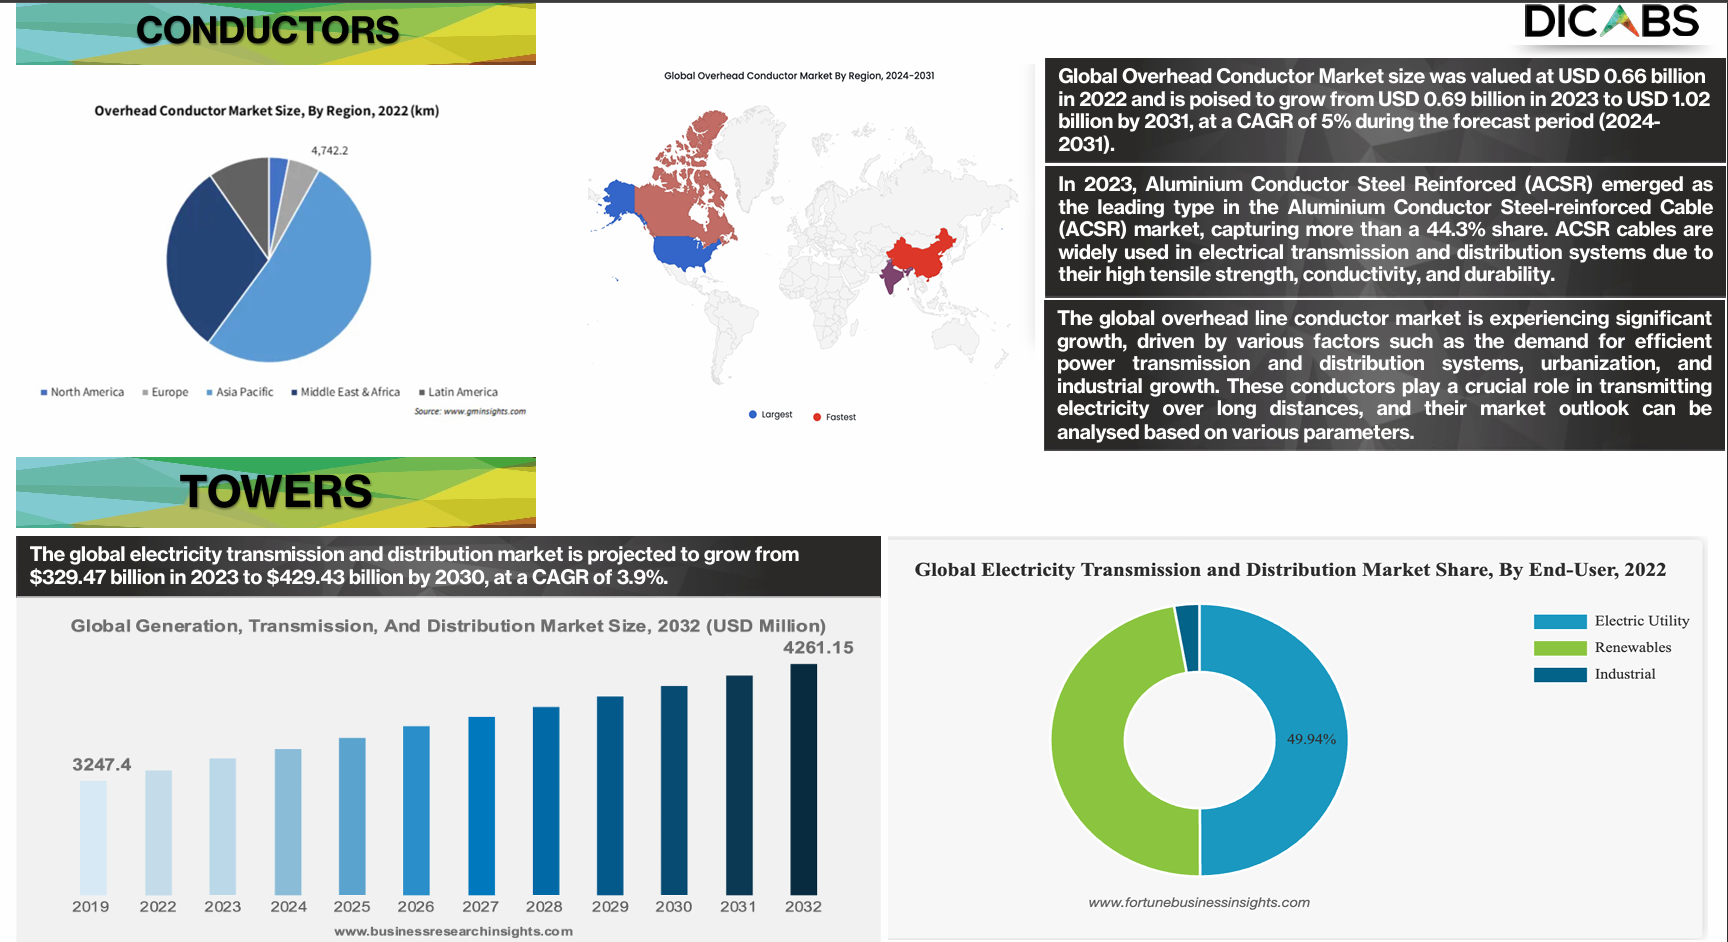 CONDUCTORS
DICABS
Overhead Conductor Market Size, By Region, 2022 (km)
4,742.2
North America
Europe
Asia Pacific
Middle East & Africa
Latin America
Source: www.gminsights.com
Global Overhead Conductor Market By Region, 2024-2031
Largest
Fastest
Global Overhead Conductor Market size was valued at USD 0.66 billion
in 2022 and is poised to grow from USD 0.69 billion in 2023 to USD 1.02
billion by 2031, at a CAGR of 5% during the forecast period (2024-
2031).
In 2023, Aluminium Conductor Steel Reinforced (ACSR) emerged as
the leading type in the Aluminium Conductor Steel-reinforced Cable
(ACSR) market, capturing more than a 44.3% share. ACSR cables are
widely used in electrical transmission and distribution systems due to
their high tensile strength, conductivity, and durability.
The global overhead line conductor market is experiencing significant
growth, driven by various factors such as the demand for efficient
power transmission and distribution systems, urbanization, and
industrial growth. These conductors play a crucial role in transmitting
electricity over long distances, and their market outlook can be
analysed based on various parameters.
TOWERS
The global electricity transmission and distribution market is projected to grow from
$329.47 billion in 2023 to $429.43 billion by 2030, at a CAGR of 3.9%.
Global Generation, Transmission, And Distribution Market Size, 2032 (USD Million)
4261.15
3247.4
2019 2022 2023 2024 2025 2026 2027 2028 2029 2030 2031 2032
www.businessresearchinsights.com
Global Electricity Transmission and Distribution Market Share, By End-User, 2022
Electric Utility
Renewables
Industrial
49.94%
www.fortunebusinessinsights.com